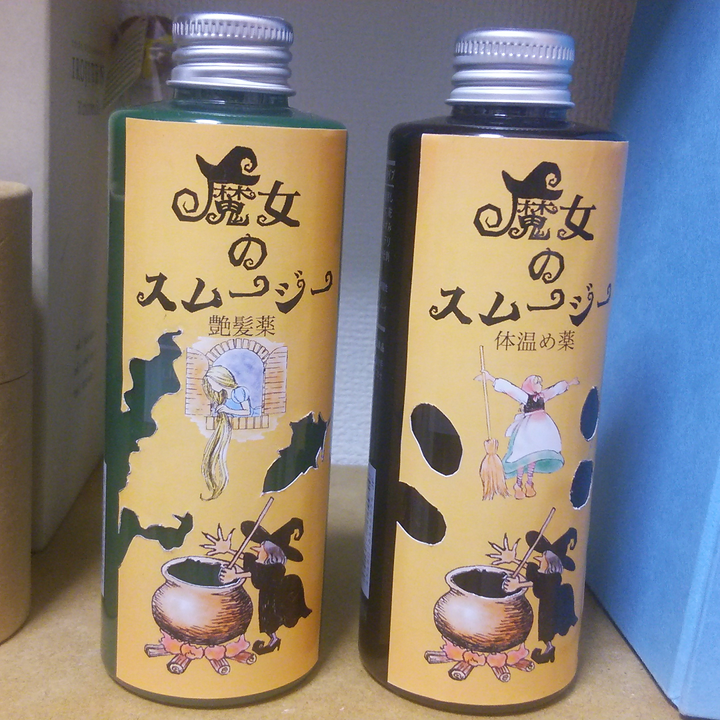 魔女
の
スムージー
艶髪薬
魔女
の
スムージー
体温め薬